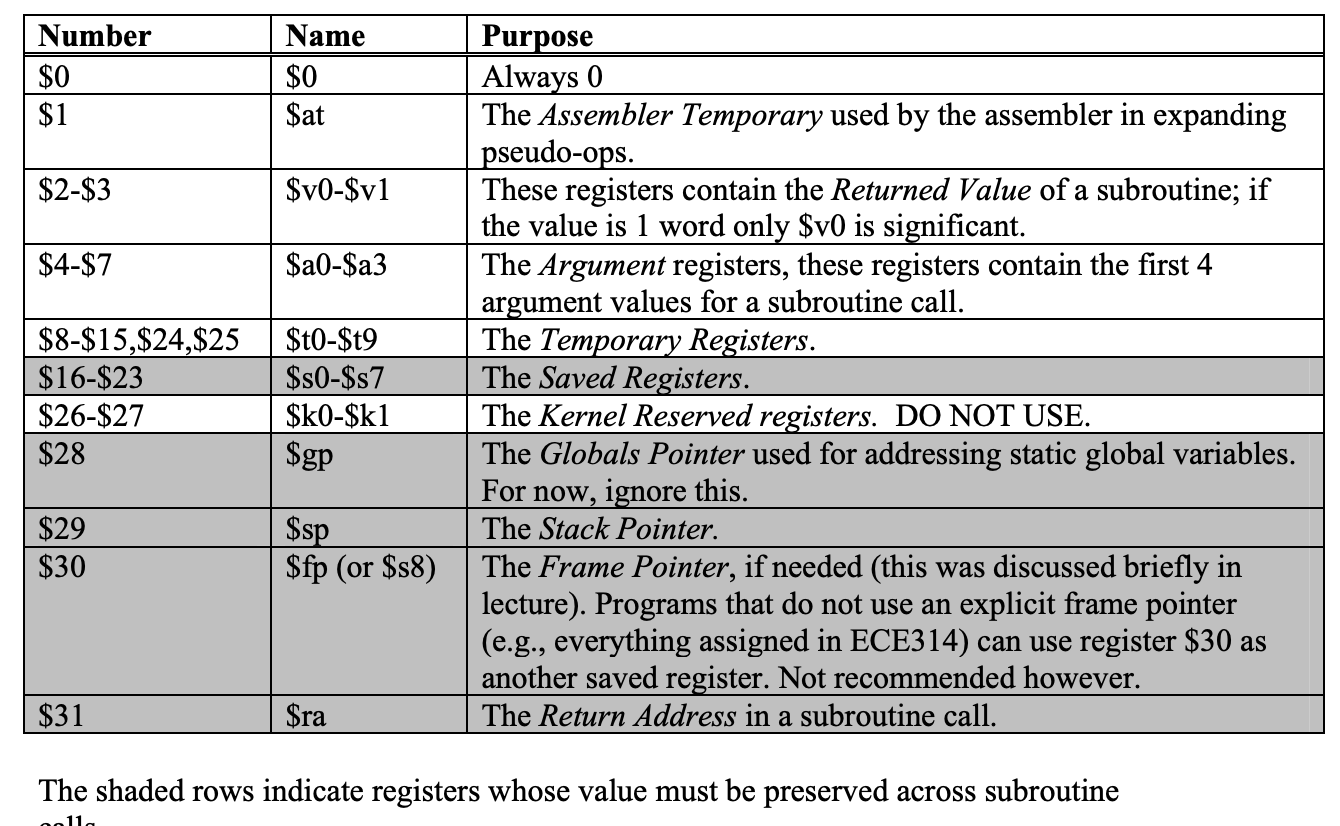 Number Name Purpose
$0 $0 Always 0
$1 $at The Assembler Temporary used by the assembler in expanding
pseudo-ops.
$2-$3 $v0-$v1 These registers contain the Returned Value of a subroutine; if
the value is 1 word only $v0 is significant.
$4-$7 $a0-$a3 The Argument registers, these registers contain the first 4
argument values for a subroutine call.
$8-$15,$24,$25 $t0-$t9 The Temporary Registers.
$16-$23 $s0-$s7 The Saved Registers.
$26-$27 $k0-$k1 The Kernel Reserved registers. DO NOT USE.
$28 $gp The Globals Pointer used for addressing static global variables.
For now, ignore this.
$29 $sp The Stack Pointer.
$30 $fp (or $s8) The Frame Pointer, if needed (this was discussed briefly in
lecture). Programs that do not use an explicit frame pointer
(e.g., everything assigned in ECE314) can use register $30 as
another saved register. Not recommended however.
$31 $ra The Return Address in a subroutine call.
The shaded rows indicate registers whose value must be preserved across subroutine